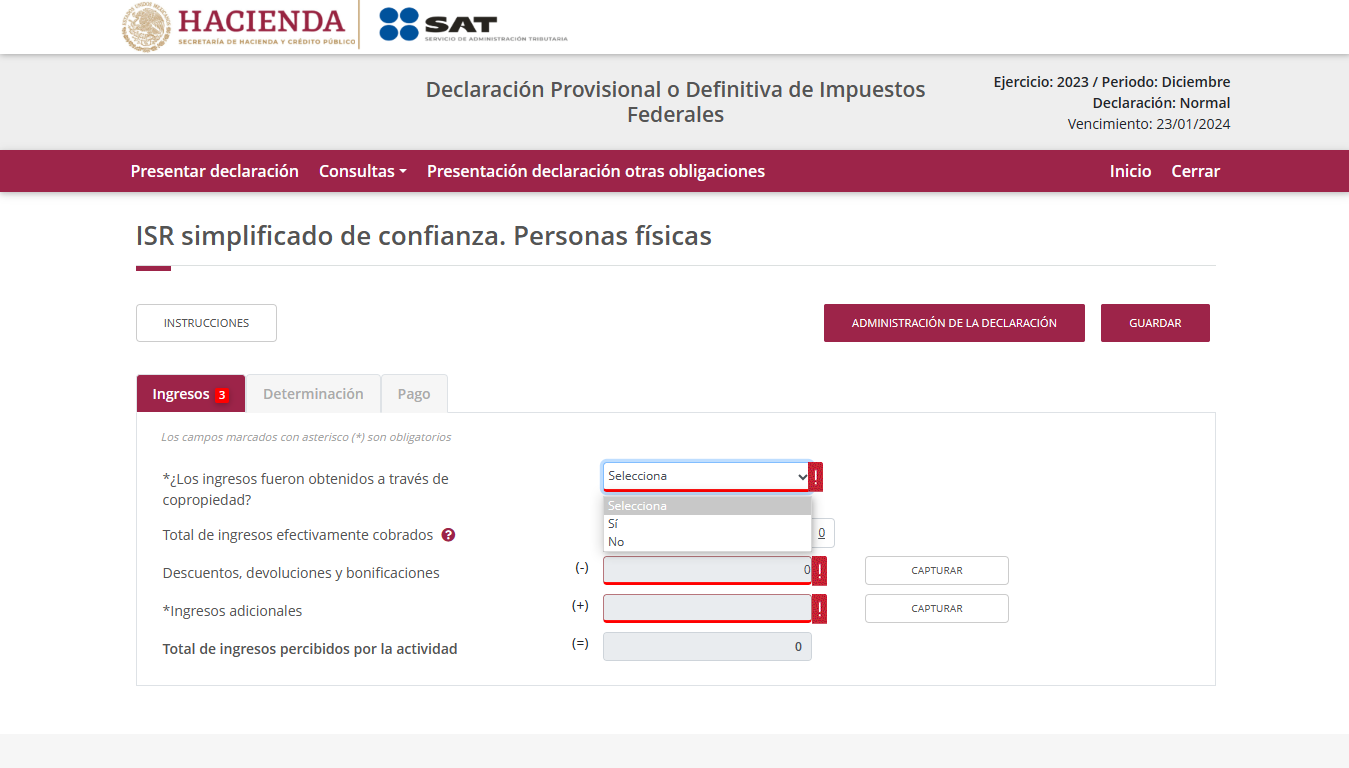 HACIENDA
SECRETARÍA DE HACIENDA Y CRÉDITO PÚBLICO
SAT
SERVICIO DE ADMINISTRACIÓN TRIBUTARIA
Declaración Provisional o Definitiva de Impuestos
Federales
Ejercicio: 2023 / Periodo: Diciembre
Declaración: Normal
Vencimiento: 23/01/2024
Presentar declaración Consultas Presentación declaración otras obligaciones Inicio Cerrar
ISR simplificado de confianza. Personas físicas
INSTRUCCIONES ADMINISTRACIÓN DE LA DECLARACIÓN GUARDAR
Ingresos 3 Determinación Pago
Los campos marcados con asterisco (*) son obligatorios
*¿Los ingresos fueron obtenidos a través de
copropiedad?
Selecciona !
Selecciona
Sí
No
Total de ingresos efectivamente cobrados ? 0
Descuentos, devoluciones y bonificaciones (-) 0 ! CAPTURAR
*Ingresos adicionales (+) ! CAPTURAR
Total de ingresos percibidos por la actividad (=) 0